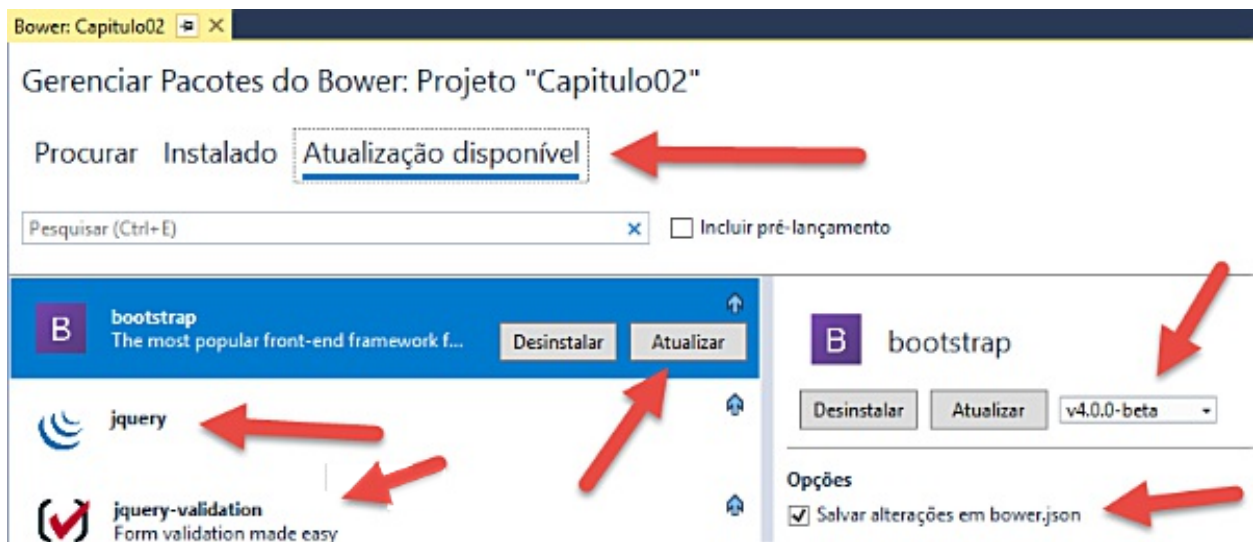 Bower: Capitulo02
Gerenciar Pacotes do Bower: Projeto "Capitulo02"
Procurar Instalado Atualização disponível
Pesquisar (Ctrl+E)
Incluir pré-lançamento
B
bootstrap
The most popular front-end framework f...
Desinstalar Atualizar
jquery
jquery-validation
Form validation made easy
B
bootstrap
Desinstalar Atualizar v4.0.0-beta
Opções
Salvar alterações em bower.json